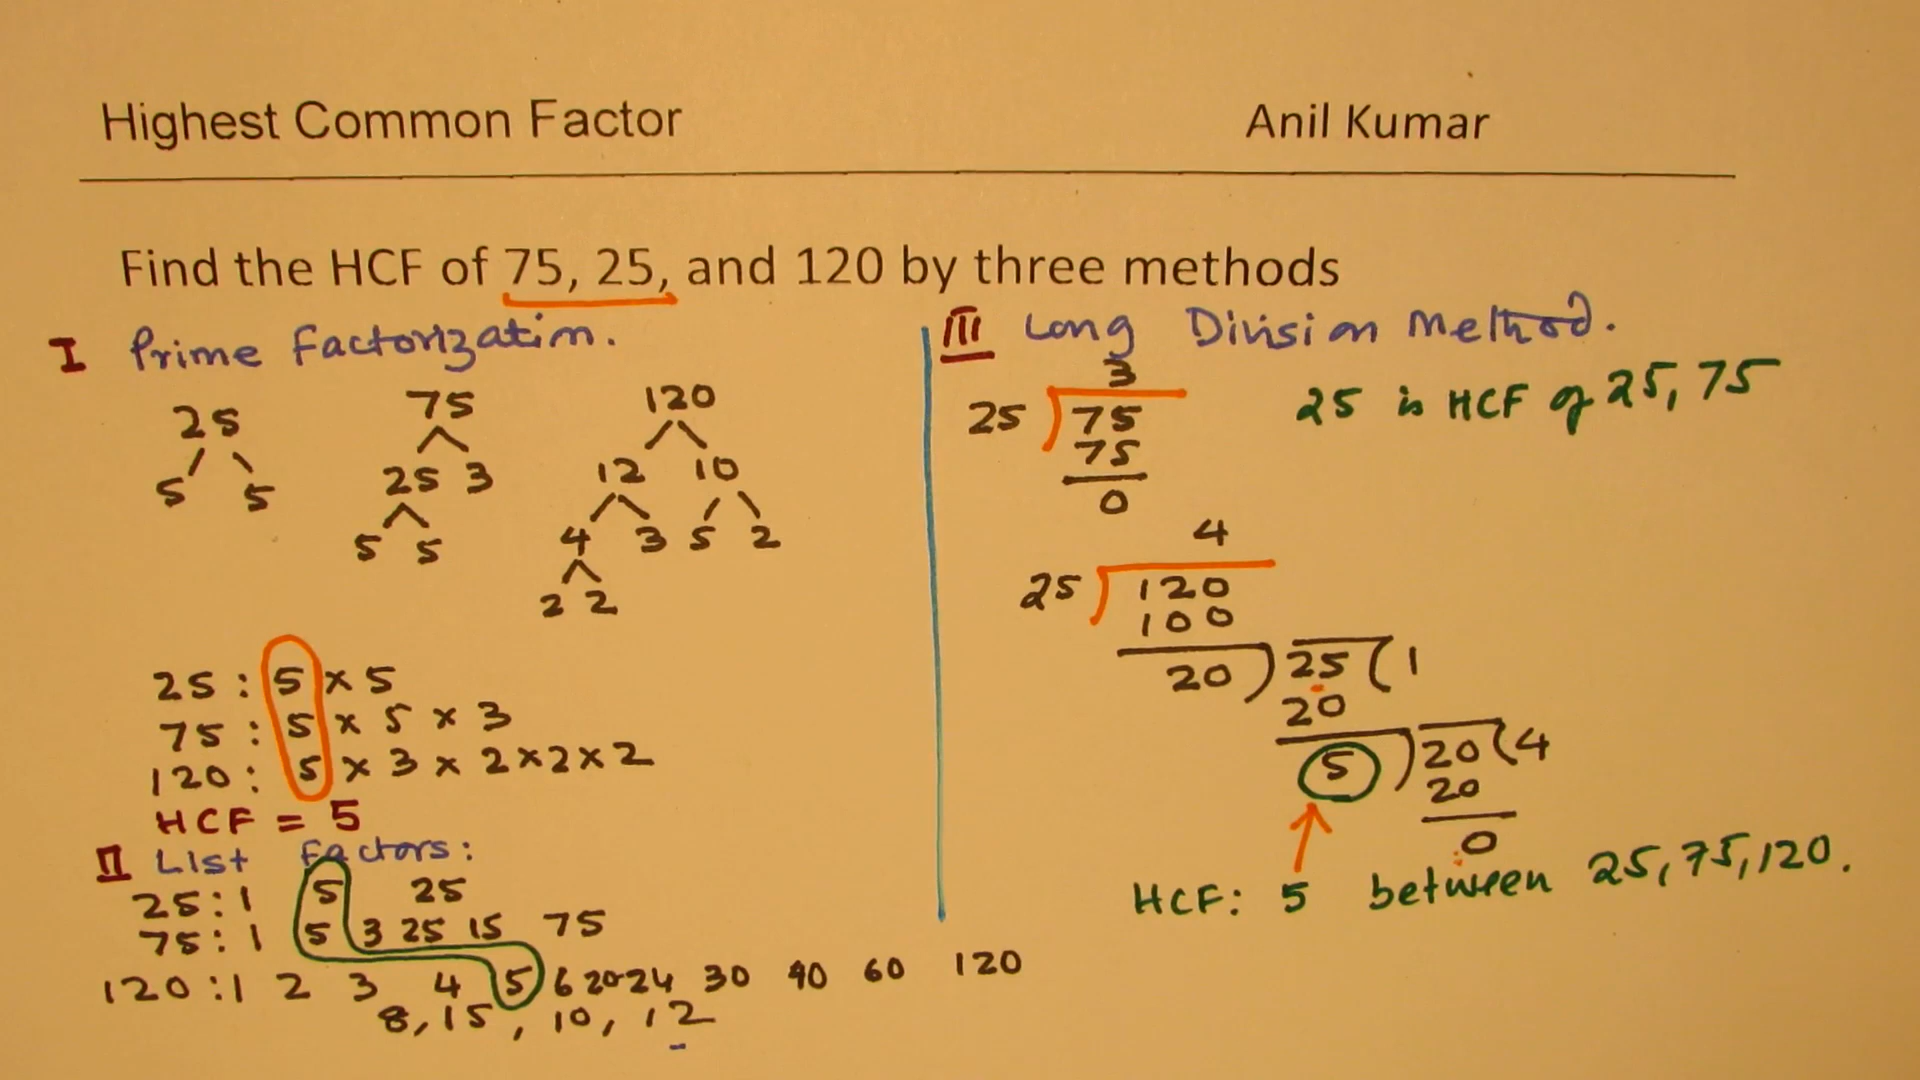 Highest Common Factor Anil Kumar
Find the HCF of 75, 25, and 120 by three methods
I Prime Factorization.
25 75 120
5 5 25 3 12 10
5 5 4 3 5 2
2 2
25 : 5 × 5
75 : 5 × 5 × 3
120 : 5 × 3 × 2×2×2
HCF = 5
II List Factors:
25 : 1 5 25
75 : 1 5 3 25 15 75
120 : 1 2 3 4 5 6 20 24 30 40 60 120
8, 15, 10, 12
III Long Division Method.
3
25 ) 75 25 is HCF of 25, 75
75
0
4
25 ) 120
100
20 ) 25 ( 1
20
5 ) 20 ( 4
20
0
HCF: 5 between 25, 75, 120.